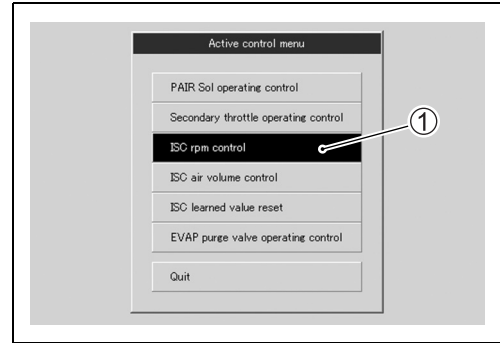 Active control menu
PAIR Sol operating control
Secondary throttle operating control
ISC rpm control
1
ISC air volume control
ISC learned value reset
EVAP purge valve operating control
Quit